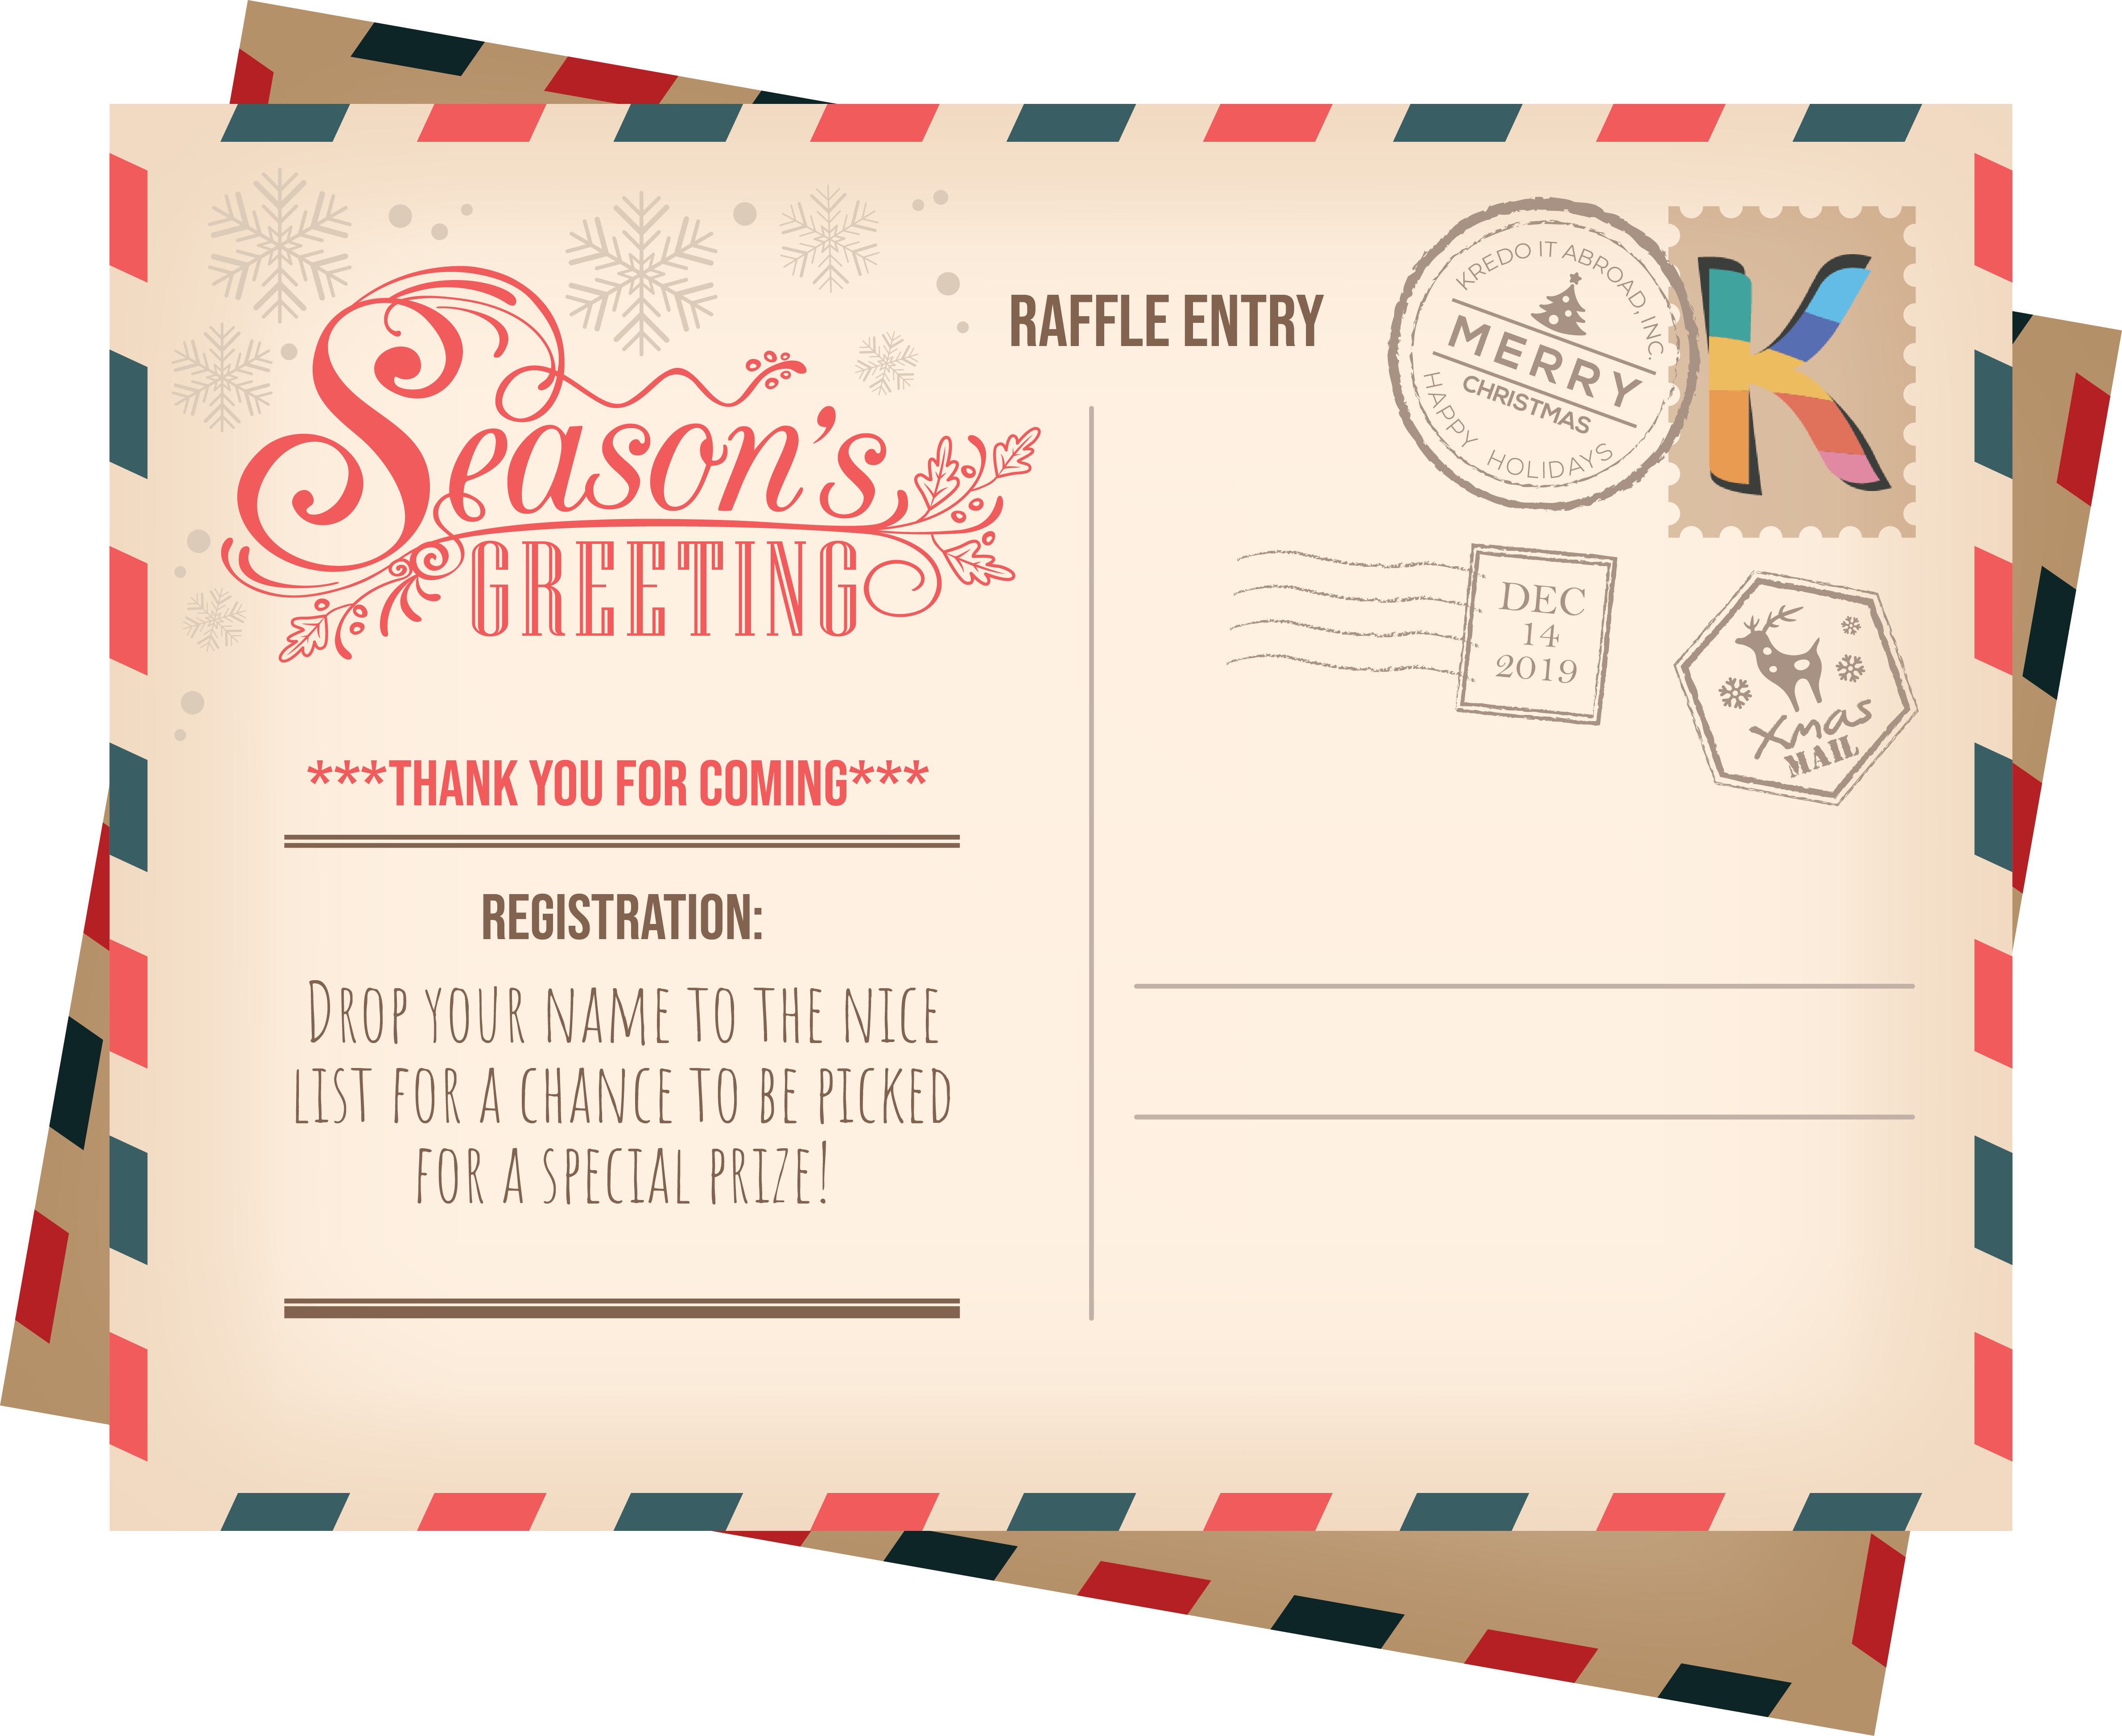 Season's
GREETING
RAFFLE ENTRY
KREDO IT ABROAD, INC.
MERRY
CHRISTMAS
HAPPY HOLIDAYS
K
DEC
14
2019
Xmas
MAIL
***THANK YOU FOR COMING***
REGISTRATION:
DROP YOUR NAME TO THE NICE
LIST FOR A CHANCE TO BE PICKED
FOR A SPECIAL PRIZE!